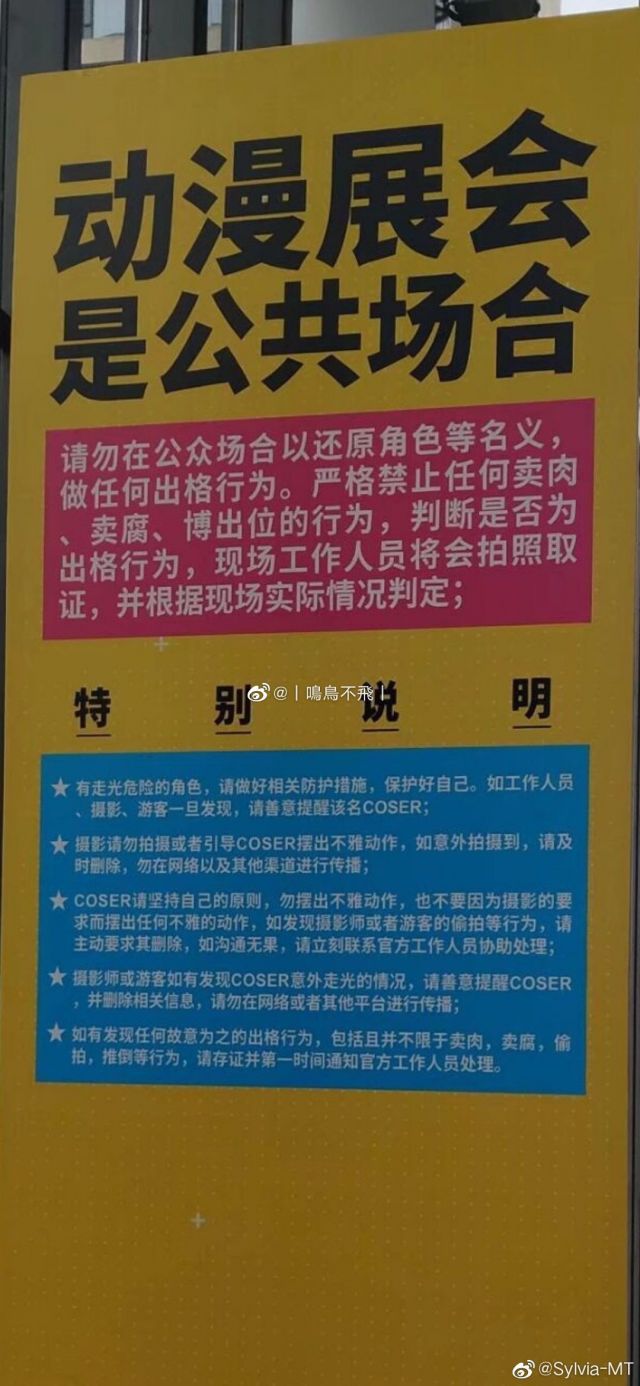 动漫展会
是公共场合
请勿在公众场合以还原角色等名义，
做任何出格行为。严格禁止任何卖肉
、卖腐、博出位的行为，判断是否为
出格行为，现场工作人员将会拍照取
证，并根据现场实际情况判定；
特别说明
@丨鳴鳥不飛丨
★有走光危险的角色，请做好相关防护措施，保护好自己。如工作人员
、摄影、游客一旦发现，请善意提醒该名COSER；
★摄影请勿拍摄或者引导COSER摆出不雅动作，如意外拍摄到，请及
时删除，勿在网络以及其他渠道进行传播；
★COSER请坚持自己的原则，勿摆出不雅动作，也不要因为摄影的要
求而摆出任何不雅的动作，如发现摄影师或者游客的偷拍等行为，请
主动要求其删除，如沟通无果，请立刻联系官方工作人员协助处理；
★摄影师或游客如有发现COSER意外走光的情况，请善意提醒COSER
，并删除相关信息，请勿在网络或者其他平台进行传播；
★如有发现任何故意为之的出格行为，包括且并不限于卖肉，卖腐，偷
拍，推倒等行为，请存证并第一时间通知官方工作人员处理。
@Sylvia-MT